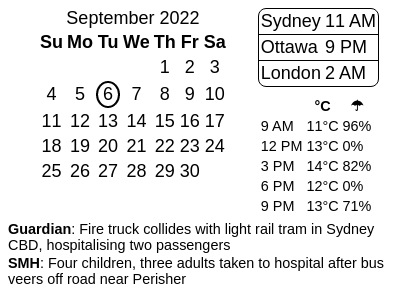 September 2022
Su Mo Tu We Th Fr Sa
1 2 3
4 5 6 7 8 9 10
11 12 13 14 15 16 17
18 19 20 21 22 23 24
25 26 27 28 29 30
Sydney 11 AM
Ottawa 9 PM
London 2 AM
°C ☂
9 AM 11°C 96%
12 PM 13°C 0%
3 PM 14°C 82%
6 PM 12°C 0%
9 PM 13°C 71%
Guardian: Fire truck collides with light rail tram in Sydney
CBD, hospitalising two passengers
SMH: Four children, three adults taken to hospital after bus
veers off road near Perisher